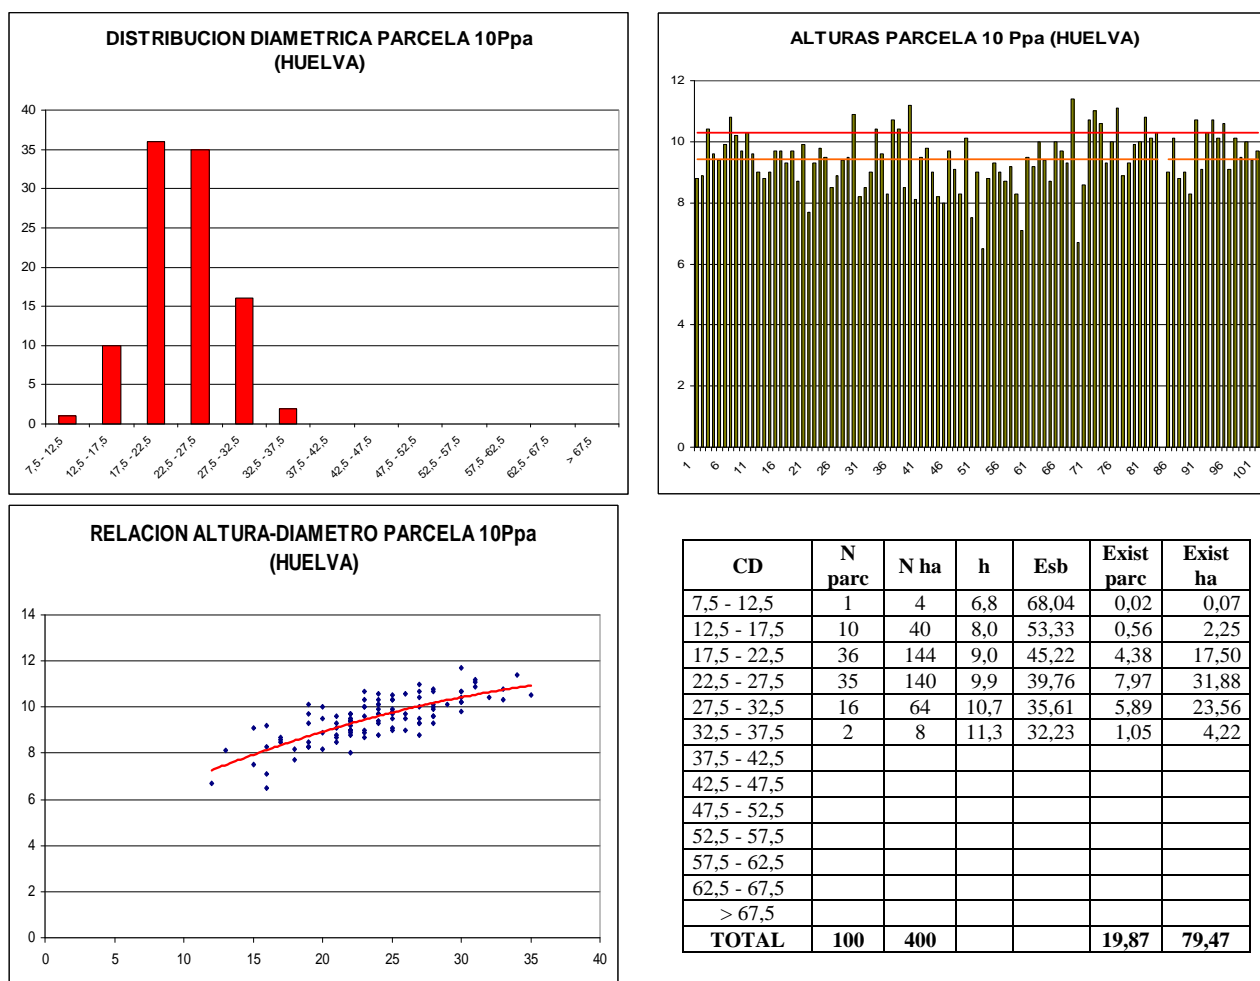 DISTRIBUCION DIAMETRICA PARCELA 10Ppa
(HUELVA)
40
35
30
25
20
15
10
5
0
7,5 - 12,5
12,5 - 17,5
17,5 - 22,5
22,5 - 27,5
27,5 - 32,5
32,5 - 37,5
37,5 - 42,5
42,5 - 47,5
47,5 - 52,5
52,5 - 57,5
57,5 -62,5
62,5 - 67,5
> 67,5
ALTURAS PARCELA 10 Ppa (HUELVA)
12
10
8
6
4
2
0
1 6 11 16 21 26 31 36 41 46 51 56 61 66 71 76 81 86 91 96 101
RELACION ALTURA-DIAMETRO PARCELA 10Ppa
(HUELVA)
14
12
10
8
6
4
2
0
0 5 10 15 20 25 30 35 40
CD N parc N ha h Esb Exist parc Exist ha
7,5 - 12,5 1 4 6,8 68,04 0,02 0,07
12,5 - 17,5 10 40 8,0 53,33 0,56 2,25
17,5 - 22,5 36 144 9,0 45,22 4,38 17,50
22,5 - 27,5 35 140 9,9 39,76 7,97 31,88
27,5 - 32,5 16 64 10,7 35,61 5,89 23,56
32,5 - 37,5 2 8 11,3 32,23 1,05 4,22
37,5 - 42,5
42,5 - 47,5
47,5 - 52,5
52,5 - 57,5
57,5 - 62,5
62,5 - 67,5
> 67,5
TOTAL 100 400 19,87 79,47